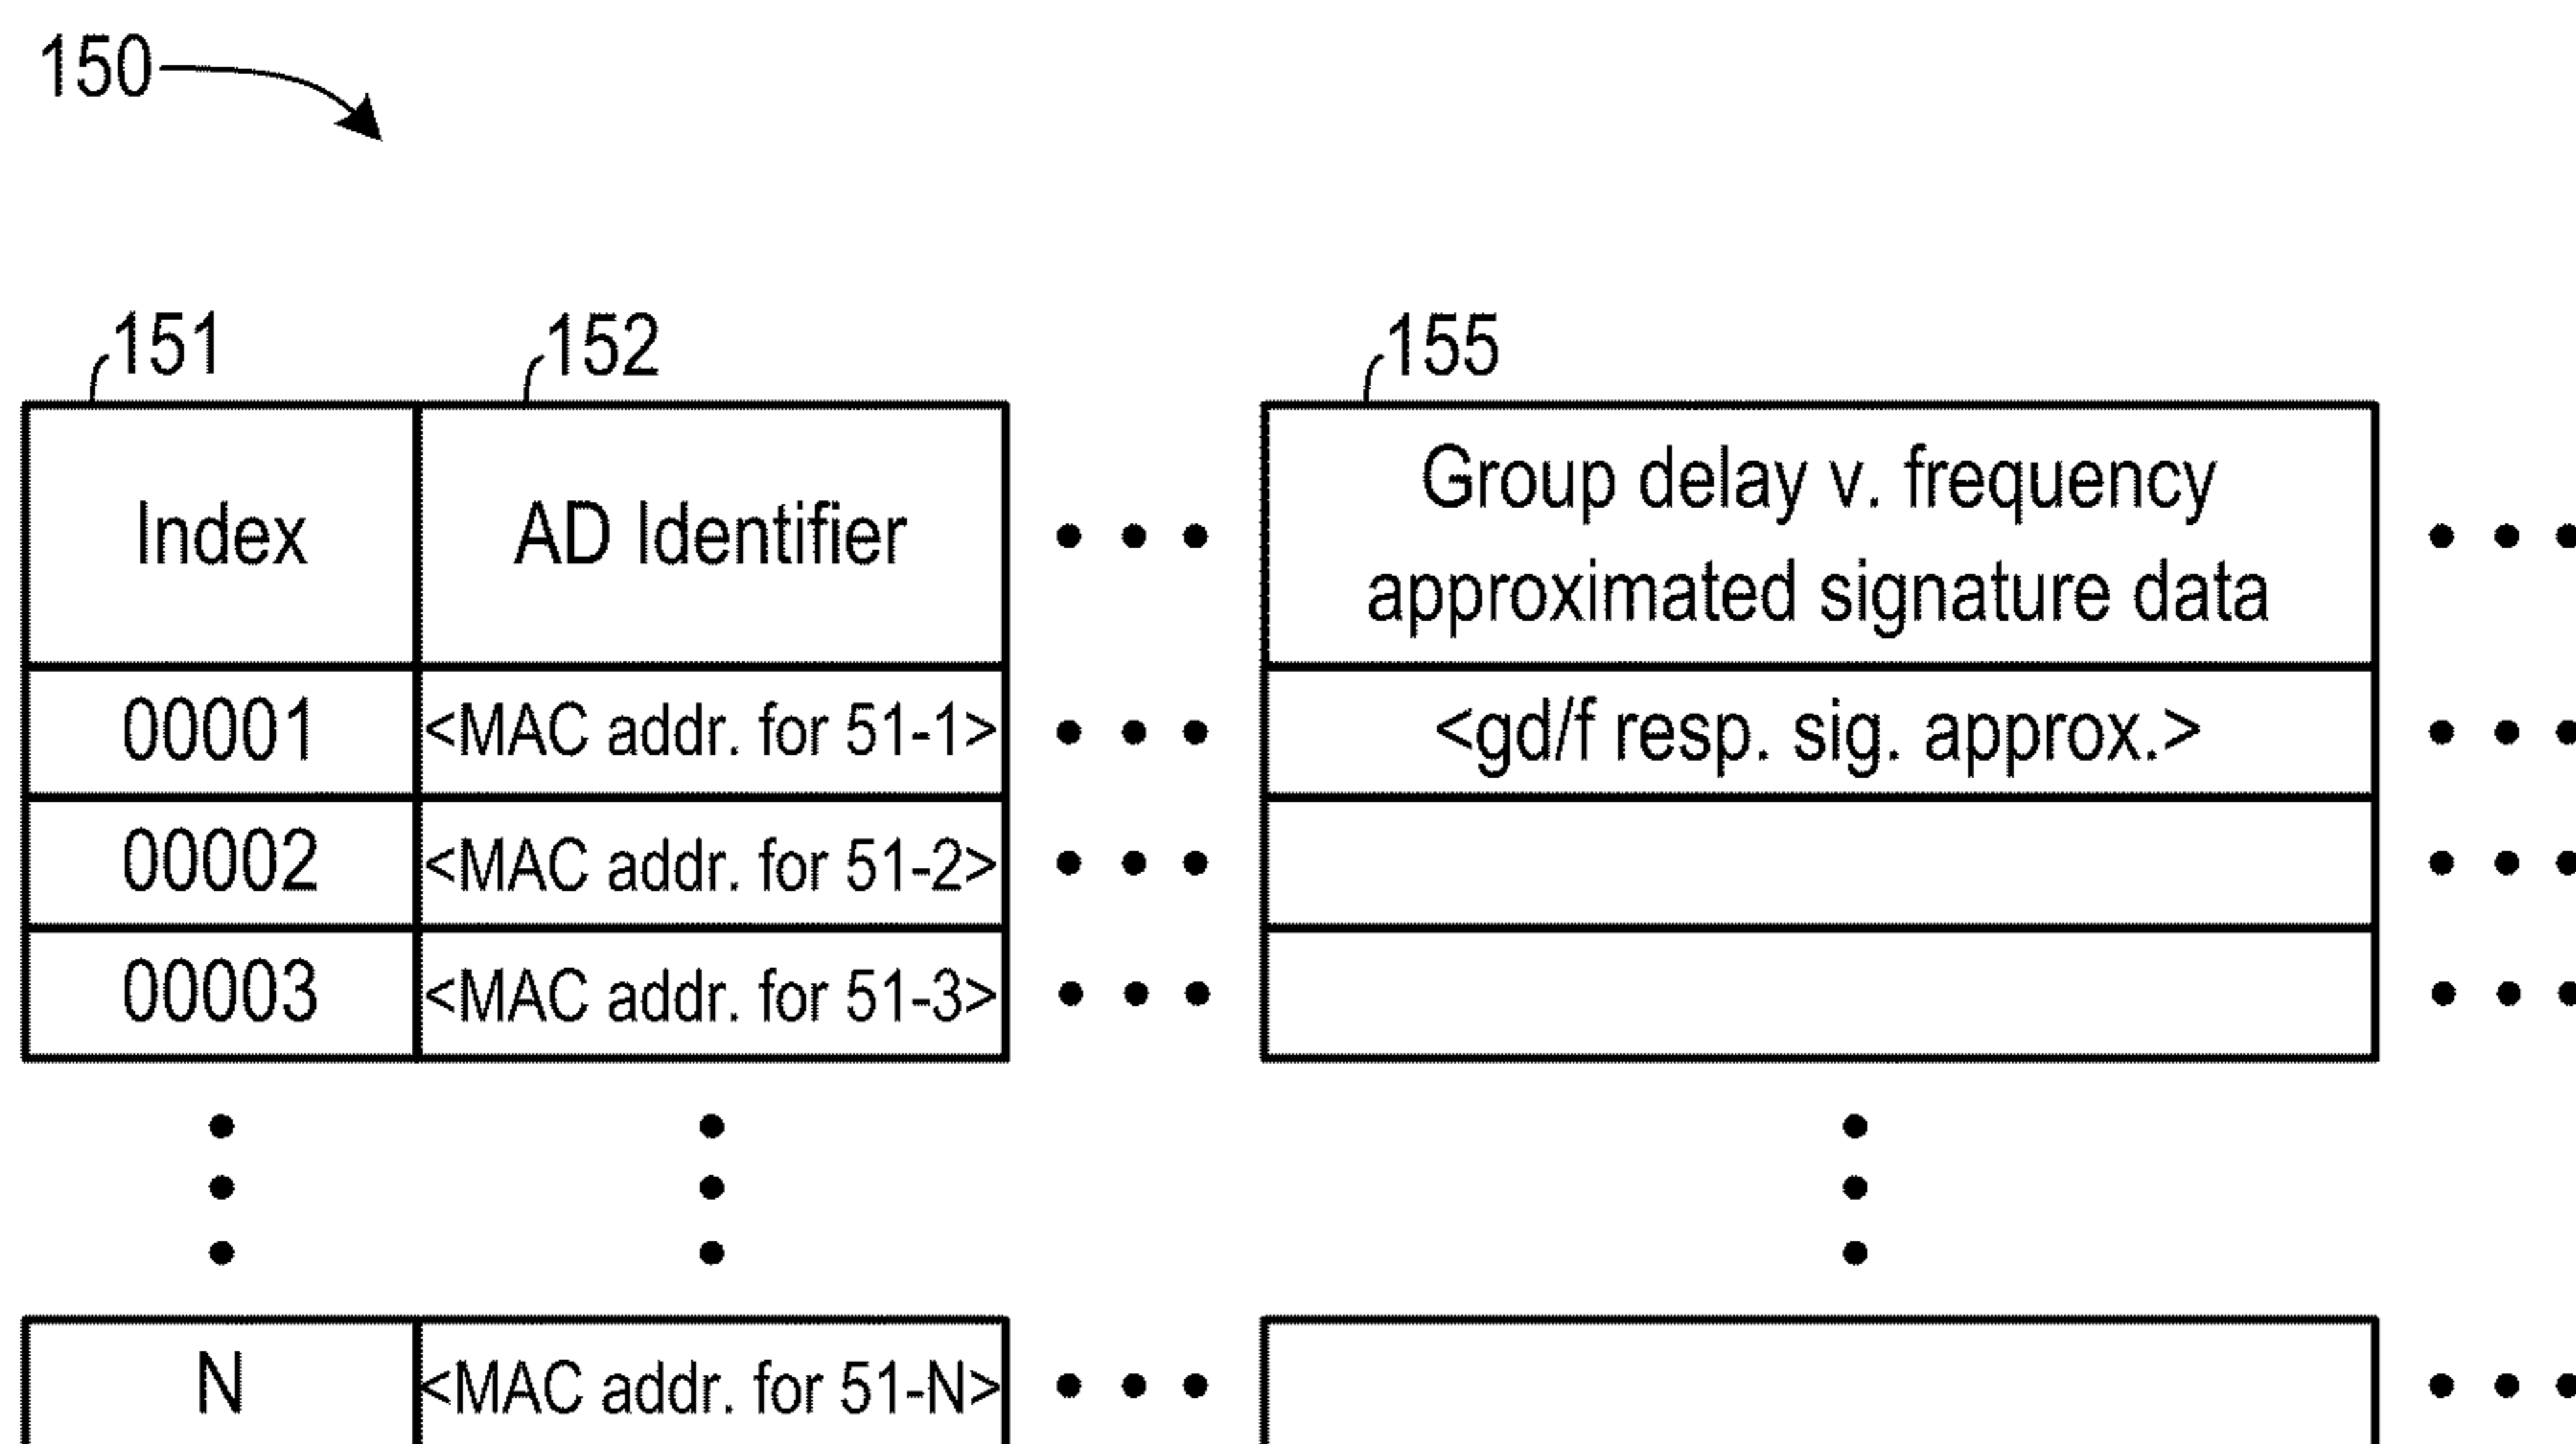 150
151 152 155
Index AD Identifier • • • Group delay v. frequency • • •
approximated signature data
00001 <MAC addr. for 51-1> • • • <gd/f resp. sig. approx.> • • •
00002 <MAC addr. for 51-2> • • • • • •
00003 <MAC addr. for 51-3> • • • • • •
N <MAC addr. for 51-N> • • • • • •